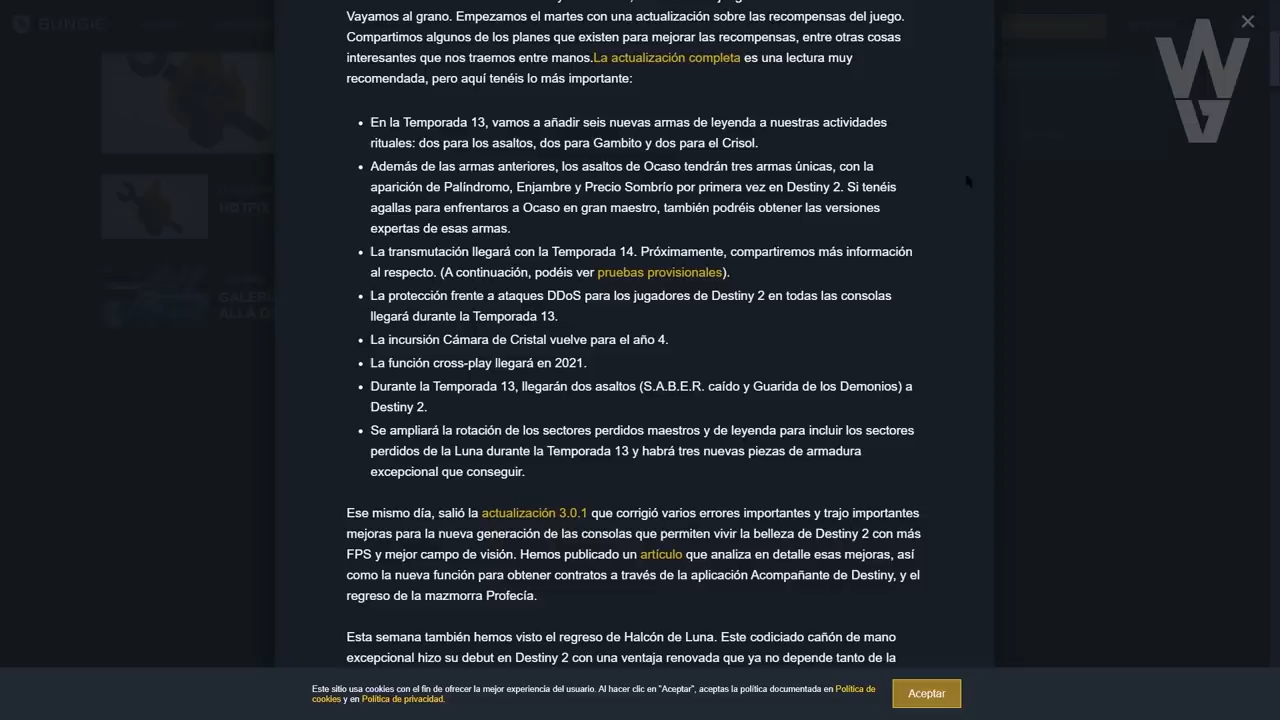 BUNGIE
Vayamos al grano. Empezamos el martes con una actualización sobre las recompensas del juego.
Compartimos algunos de los planes que existen para mejorar las recompensas, entre otras cosas
interesantes que nos traemos entre manos.La actualización completa es una lectura muy
recomendada, pero aquí tenéis lo más importante:
• En la Temporada 13, vamos a añadir seis nuevas armas de leyenda a nuestras actividades
rituales: dos para los asaltos, dos para Gambito y dos para el Crisol.
• Además de las armas anteriores, los asaltos de Ocaso tendrán tres armas únicas, con la
aparición de Palíndromo, Enjambre y Precio Sombrío por primera vez en Destiny 2. Si tenéis
agallas para enfrentaros a Ocaso en gran maestro, también podréis obtener las versiones
expertas de esas armas.
• La transmutación llegará con la Temporada 14. Próximamente, compartiremos más información
al respecto. (A continuación, podéis ver pruebas provisionales).
• La protección frente a ataques DDoS para los jugadores de Destiny 2 en todas las consolas
llegará durante la Temporada 13.
• La incursión Cámara de Cristal vuelve para el año 4.
• La función cross-play llegará en 2021.
• Durante la Temporada 13, llegarán dos asaltos (S.A.B.E.R. caído y Guarida de los Demonios) a
Destiny 2.
• Se ampliará la rotación de los sectores perdidos maestros y de leyenda para incluir los sectores
perdidos de la Luna durante la Temporada 13 y habrá tres nuevas piezas de armadura
excepcional que conseguir.
Ese mismo día, salió la actualización 3.0.1 que corrigió varios errores importantes y trajo importantes
mejoras para la nueva generación de las consolas que permiten vivir la belleza de Destiny 2 con más
FPS y mejor campo de visión. Hemos publicado un artículo que analiza en detalle esas mejoras, así
como la nueva función para obtener contratos a través de la aplicación Acompañante de Destiny, y el
regreso de la mazmorra Profecía.
Esta semana también hemos visto el regreso de Halcón de Luna. Este codiciado cañón de mano
excepcional hizo su debut en Destiny 2 con una ventaja renovada que ya no depende tanto de la
Este sitio usa cookies con el fin de ofrecer la mejor experiencia del usuario. Al hacer clic en "Aceptar", aceptas la política documentada en Política de
cookies y en Política de privacidad.
Aceptar